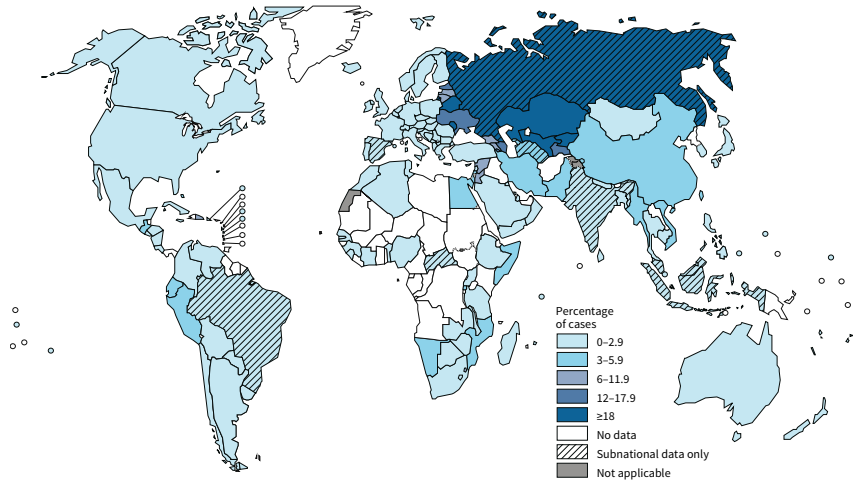 Percentage
of cases
0–2.9
3–5.9
6–11.9
12–17.9
≥18
No data
Subnational data only
Not applicable